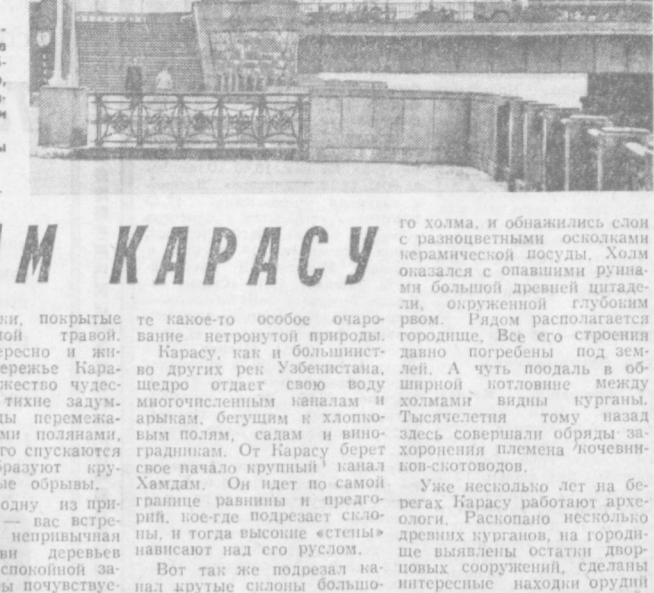 М КАРАСУ
ки, покрытые
ой травой.
ересно и жи-
бережье Кара-
жество чудес-
тихие задум-
ды перемежа-
ми полянами,
го спускаются
бразуют кру-
ые обрывы.
одну из при-
— вас встре-
непривычная
ви деревьев
спокойной за-
ы почувствуе-
те какое-то особое очаро-
вание нетронутой природы.
Карасу, как и большинст-
во других рек Узбекистана,
щедро отдает свою воду
многочисленным каналам и
арыкам, бегущим к хлопко-
вым полям, садам и вино-
градникам. От Карасу берет
свое начало крупный канал
Хамдам. Он идет по самой
границе равнины и предго-
рий, кое-где подрезает скло-
ны, и тогда высокие «стены»
нависают над его руслом.
Вот так же подрезал ка-
нал крутые склоны большо-
го холма, и обнажились слои
с разноцветными осколками
керамической посуды. Холм
оказался с опавшими руина-
ми большой древней цитаде-
ли, окруженной глубоким
рвом. Рядом располагается
городище. Все его строения
давно погребены под зем-
лей. А чуть поодаль в об-
ширной котловине между
холмами видны курганы.
Тысячелетия тому назад
здесь совершали обряды за-
хоронения племена кочевни-
ков-скотоводов.
Уже несколько лет на бе-
регах Карасу работают архе-
ологи. Раскопано несколько
древних курганов, на городи-
ще выявлены остатки двор-
цовых сооружений, сделаны
интересные находки орудий